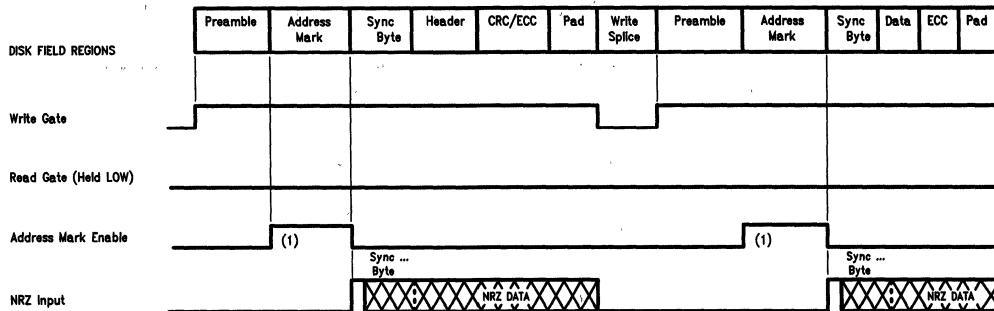 Preamble Address Mark Sync Byte Header CRC/ECC Pad Write Splice Preamble Address Mark Sync Byte Data ECC Pad
DISK FIELD REGIONS
Write Gate
Read Gate (Held LOW)
Address Mark Enable (1) (1)
Sync ... Byte Sync ... Byte
NRZ Input NRZ DATA NRZ DATA